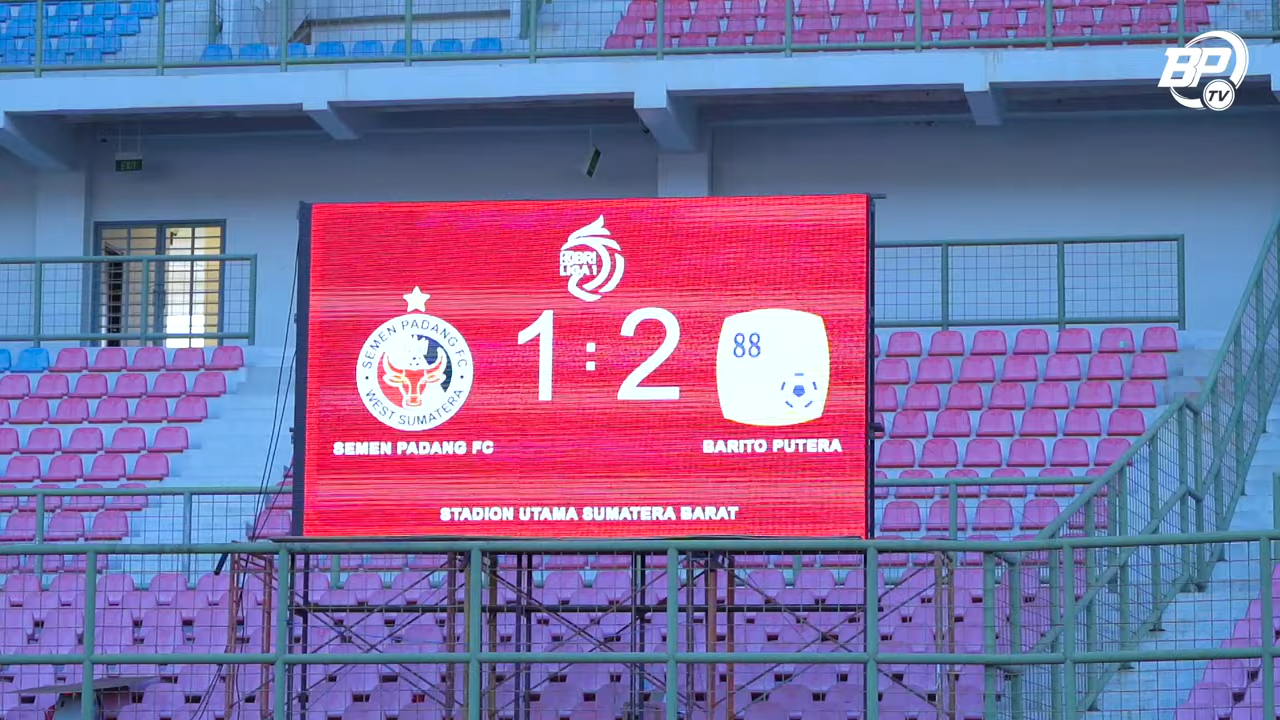 BP
TV
EXIT
BRI
LIGA 1
SEMEN PADANG FC
WEST SUMATERA
1 : 2
88
SEMEN PADANG FC
BARITO PUTERA
STADION UTAMA SUMATERA BARAT